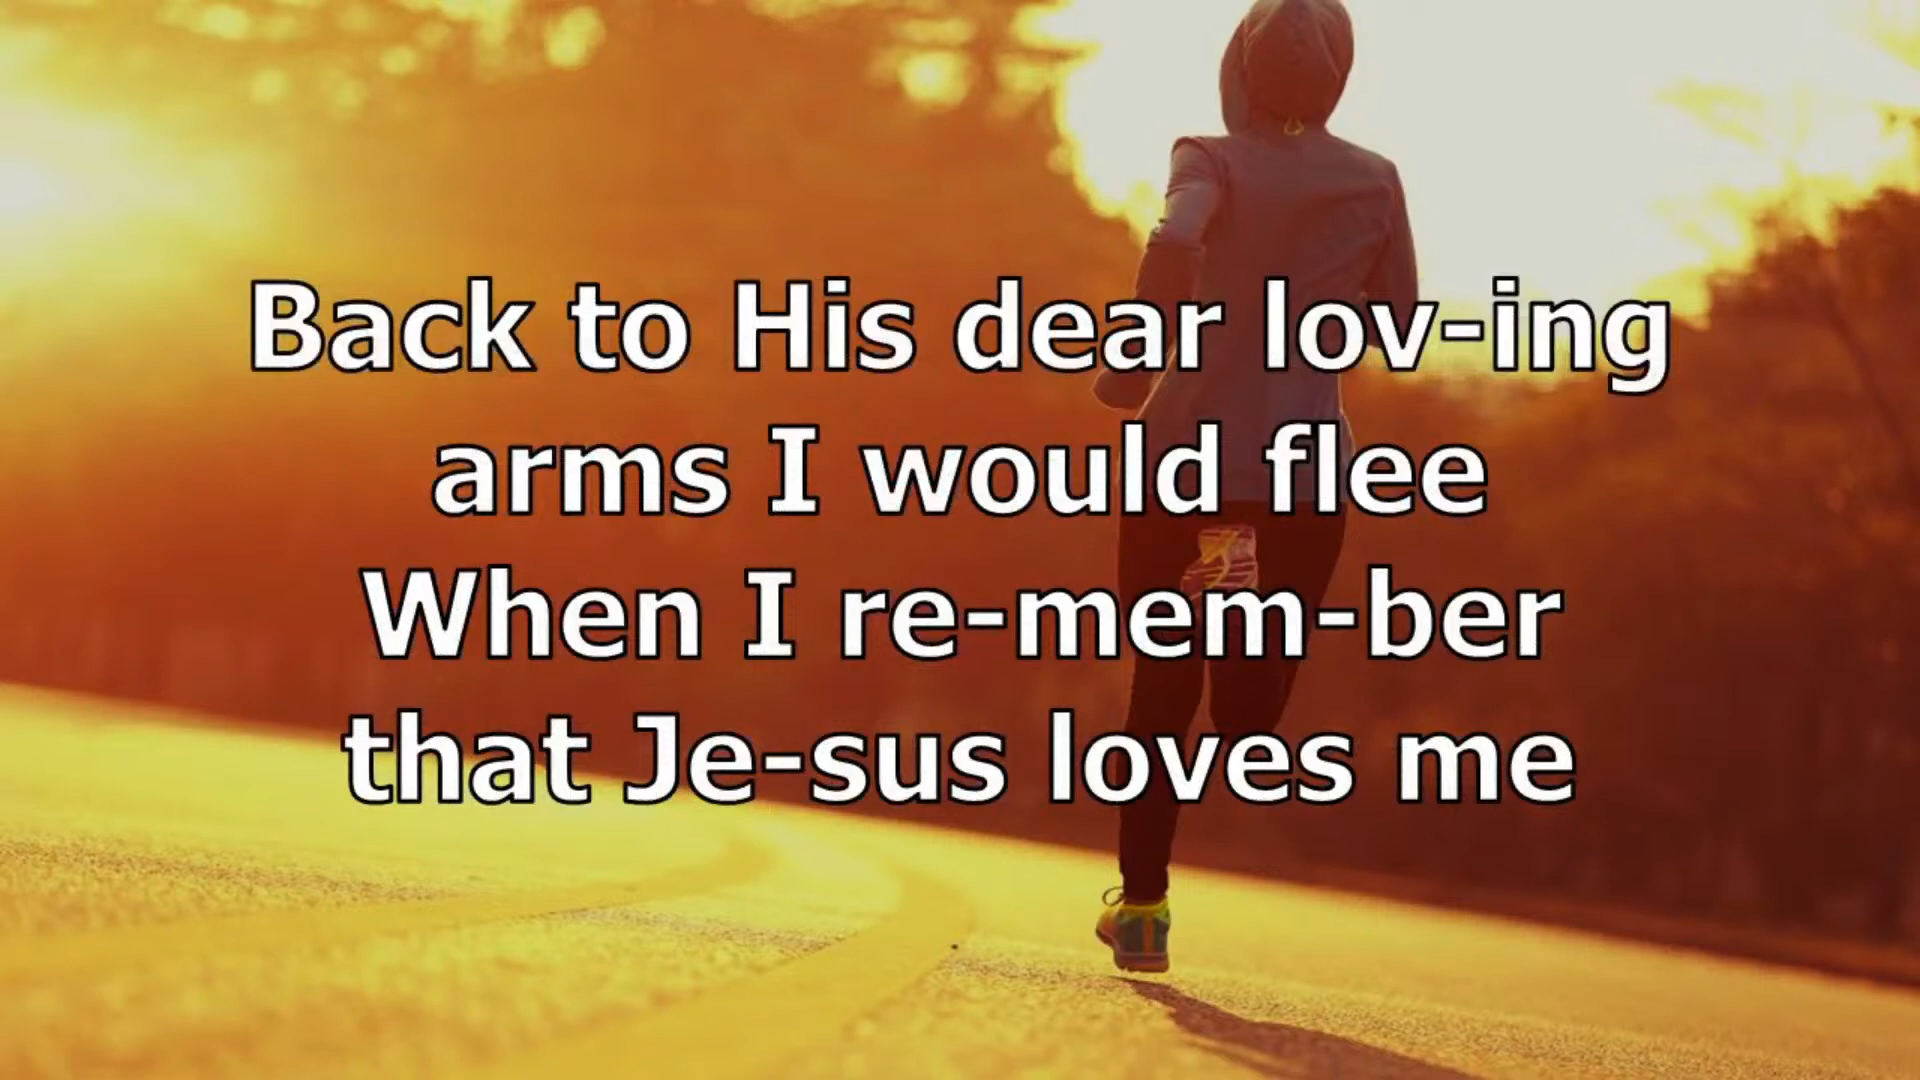 Back to His dear lov-ing
arms I would flee
When I re-mem-ber
that Je-sus loves me